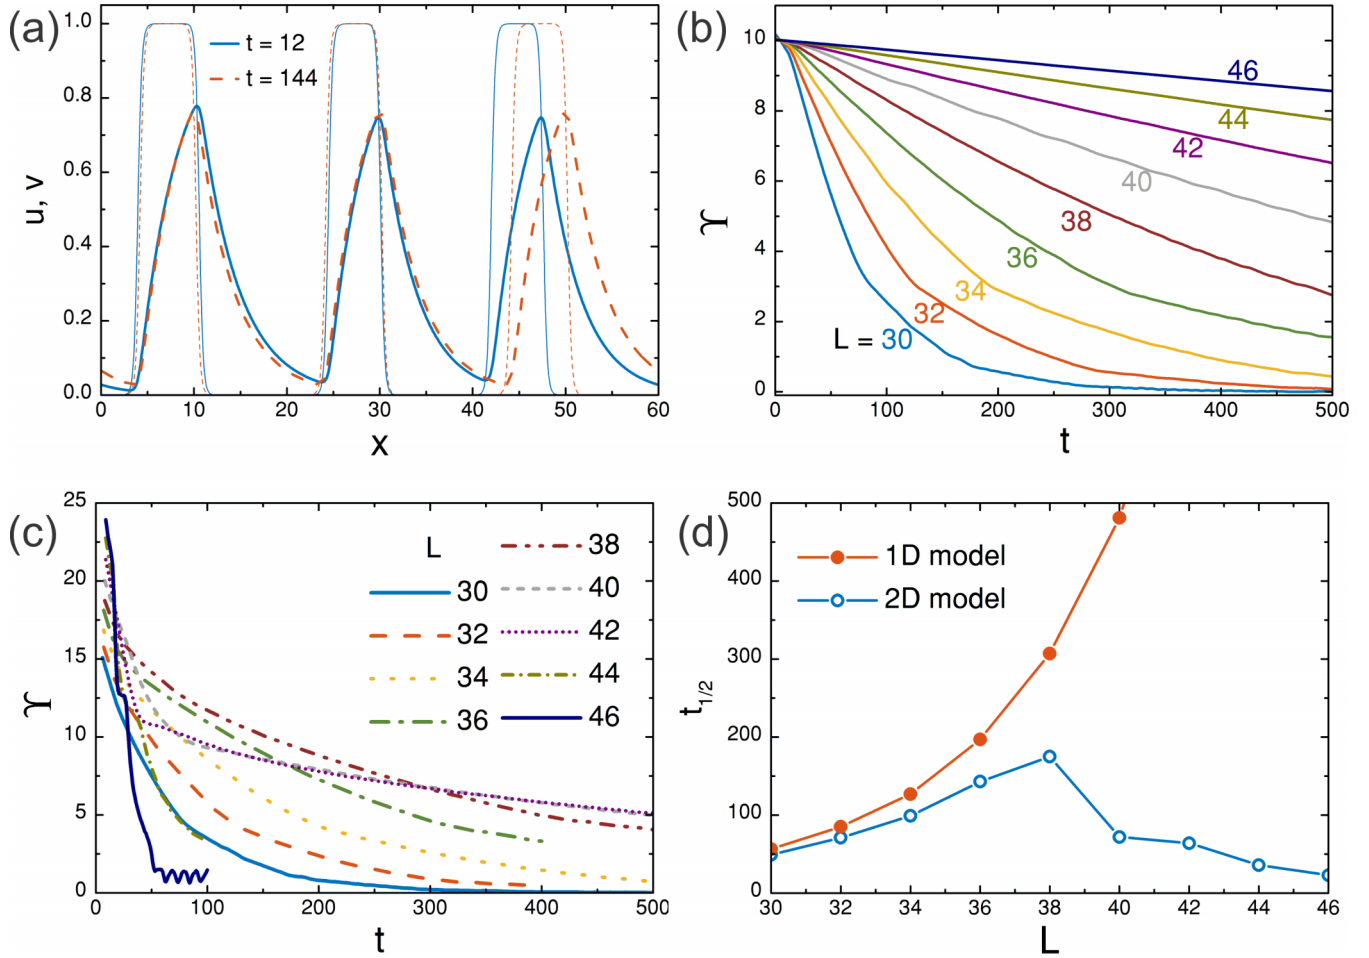 (a)
1.0
0.8
0.6
0.4
0.2
0.0
u, v
t = 12
t = 144
0 10 20 30 40 50 60
x
(b)
10
8
6
4
2
0
ϒ
46
44
42
40
38
36
34
32
L = 30
0 100 200 300 400 500
t
(c)
25
20
15
10
5
0
ϒ
L
30
32
34
36
38
40
42
44
46
0 100 200 300 400 500
t
(d)
500
400
300
200
100
0
t1/2
1D model
2D model
30 32 34 36 38 40 42 44 46
L